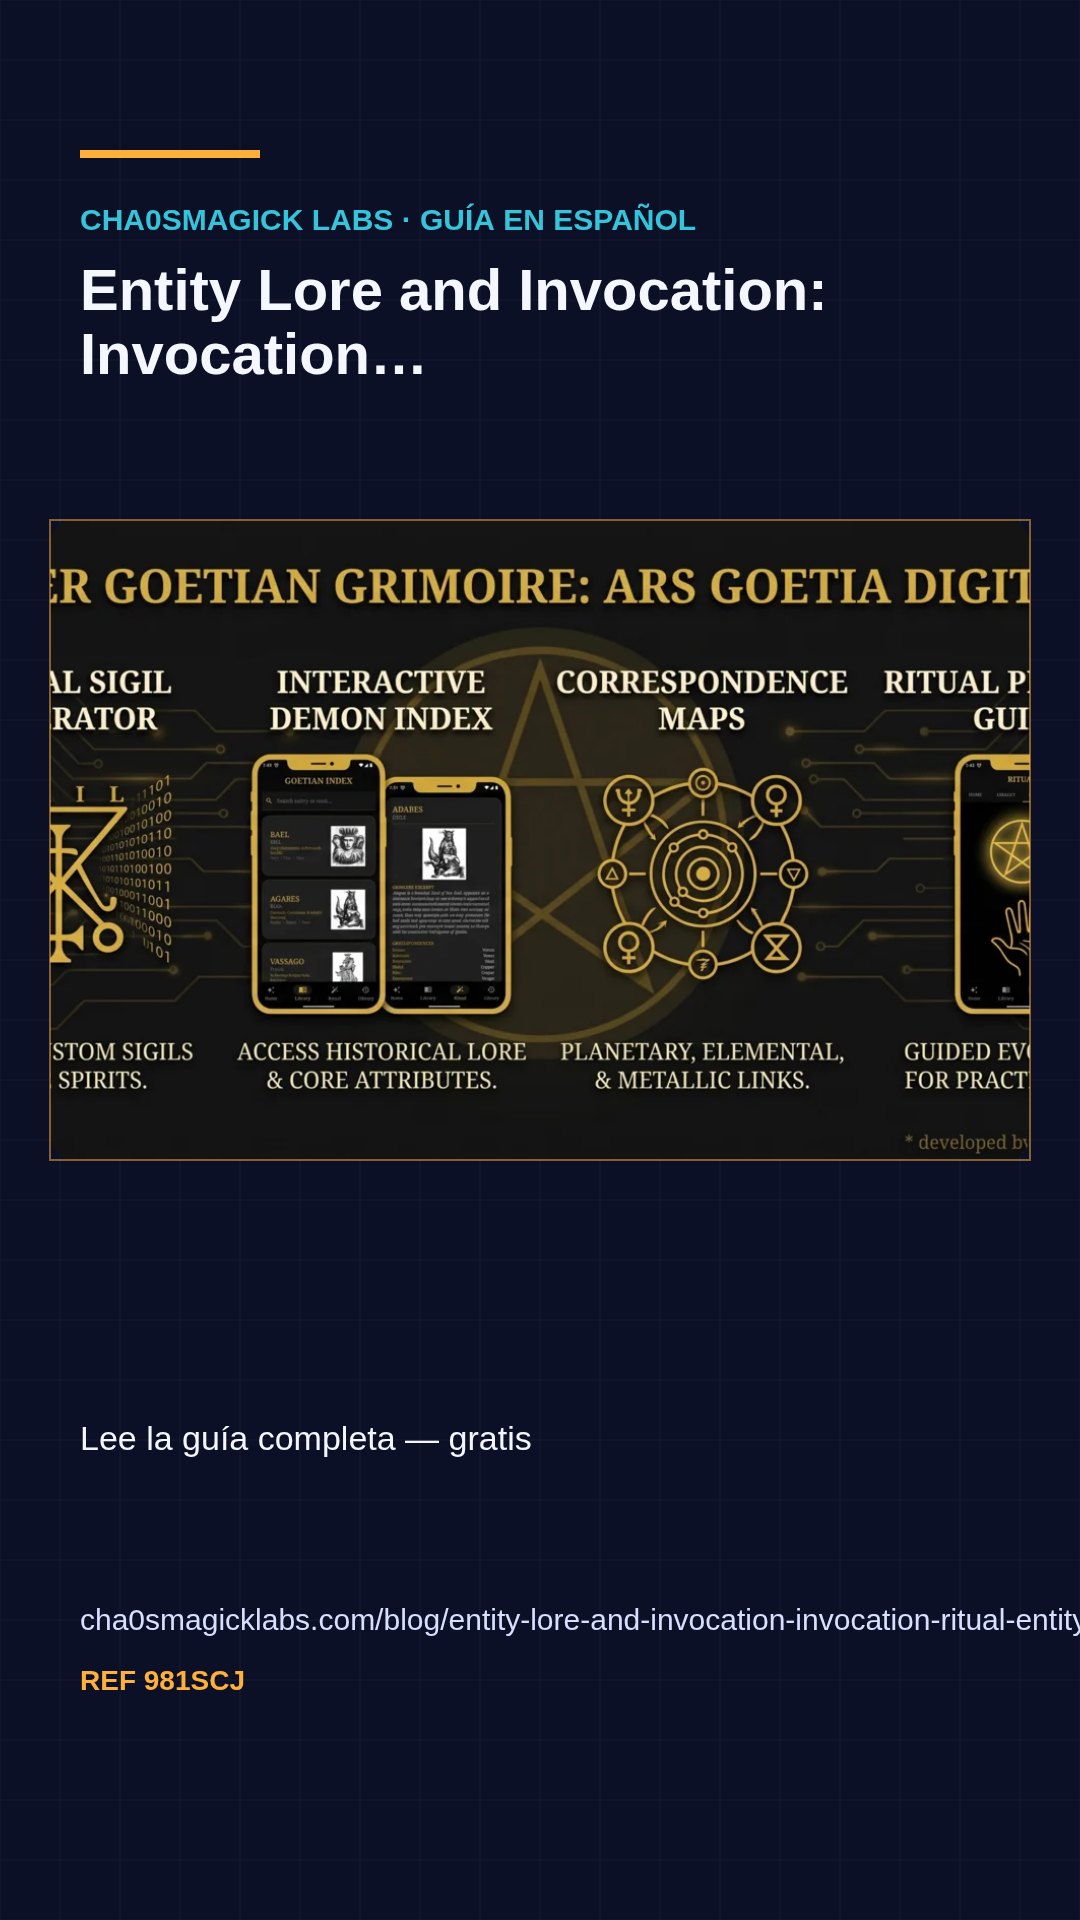 CHA0SMAGICK LABS · GUÍA EN ESPAÑOL
Entity Lore and Invocation:
Invocation…
ER GOETIAN GRIMOIRE: ARS GOETIA DIGIT
AL SIGIL
RATOR
INTERACTIVE
DEMON INDEX
CORRESPONDENCE
MAPS
RITUAL P
GUI
I L
GOETIAN INDEX
BAEL
AGARES
VASSAGO
ADABES
STOM SIGILS
SPIRITS.
ACCESS HISTORICAL LORE
& CORE ATTRIBUTES.
PLANETARY, ELEMENTAL,
& METALLIC LINKS.
GUIDED EVO
FOR PRACT
* developed by
Lee la guía completa — gratis
cha0smagicklabs.com/blog/entity-lore-and-invocation-invocation-ritual-entity
REF 981SCJ